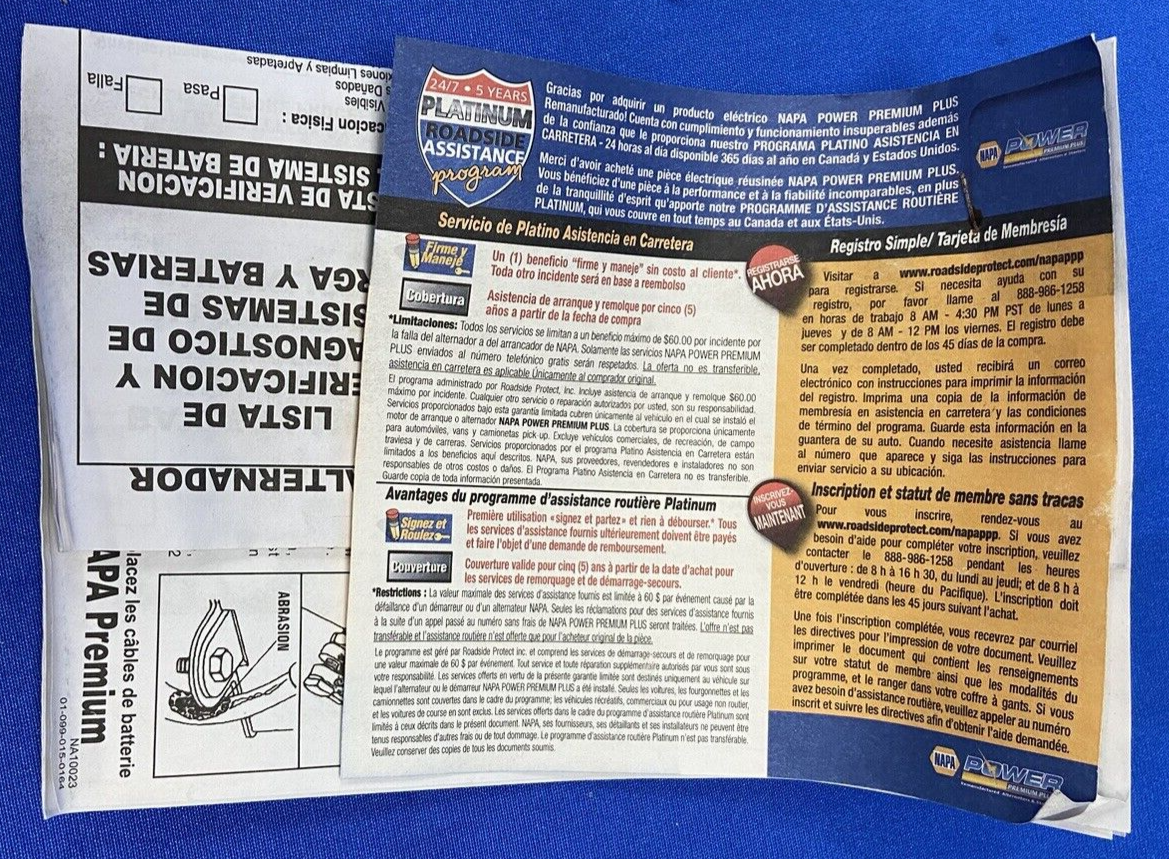 24/7 • 5 YEARS
PLATINUM
ROADSIDE
ASSISTANCE
program
Gracias por adquirir un producto eléctrico NAPA POWER PREMIUM PLUS
Remanufacturado! Cuenta con cumplimiento y funcionamiento insuperables además
de la confianza que le proporciona nuestro PROGRAMA PLATINO ASISTENCIA EN
CARRETERA - 24 horas al día disponible 365 días al año en Canadá y Estados Unidos.
Merci d'avoir acheté une pièce électrique réusinée NAPA POWER PREMIUM PLUS.
Vous bénéficiez d'une pièce à la performance et à la fiabilité incomparables, en plus
de la tranquillité d'esprit qu'apporte notre PROGRAMME D'ASSISTANCE ROUTIÈRE
PLATINUM, qui vous couvre en tout temps au Canada et aux États-Unis.
NAPA POWER
PREMIUM PLUS
Servicio de Platino Asistencia en Carretera
Firme y
Maneje
Un (1) beneficio "firme y maneje" sin costo al cliente*.
Toda otro incidente será en base a reembolso
Cobertura
Asistencia de arranque y remolque por cinco (5)
años a partir de la fecha de compra
*Limitaciones: Todos los servicios se limitan a un beneficio máximo de $60.00 por incidente por
la falla del alternador a del arrancador de NAPA. Solamente las servicios NAPA POWER PREMIUM
PLUS enviados al número telefónico gratis serán respetados. La oferta no es transferible,
asistencia en carretera es aplicable Únicamente al comprador original.
El programa administrado por Roadside Protect, Inc. Incluye asistencia de arranque y remolque $60.00
máximo por incidente. Cualquier otro servicio o reparación autorizados por usted, son su responsabilidad.
Servicios proporcionados bajo esta garantía limitada cubren únicamente al vehículo en el cual se instaló el
motor de arranque o alternador NAPA POWER PREMIUM PLUS. La cobertura se proporciona únicamente
para automóviles, vans y camionetas pick-up. Excluye vehículos comerciales, de recreación, de campo
traviesa y de carreras. Servicios proporcionados por el programa Platino Asistencia en Carretera están
limitados a los beneficios aquí descritos. NAPA, sus proveedores, revendedores e instaladores no son
responsables de otros costos o daños. El Programa Platino Asistencia en Carretera no es transferible.
Guarde copia de toda información presentada.
Avantages du programme d'assistance routière Platinum
Signez et
Roulez
Première utilisation «signez et partez» et rien à débourser.* Tous
les services d'assistance fournis ultérieurement doivent être payés
et faire l'objet d'une demande de remboursement.
Couverture
Couverture valide pour cinq (5) ans à partir de la date d'achat pour
les services de remorquage et de démarrage-secours.
*Restrictions : La valeur maximale des services d'assistance fournis est limitée à 60 $ par événement causé par la
défaillance d'un démarreur ou d'un alternateur NAPA. Seules les réclamations pour des services d'assistance fournis
à la suite d'un appel passé au numéro sans frais de NAPA POWER PREMIUM PLUS seront traitées. L'offre n'est pas
transférable et l'assistance routière n'est offerte que pour l'acheteur original de la pièce.
Le programme est géré par Roadside Protect inc. et comprend les services de démarrage-secours et de remorquage pour
une valeur maximale de 60 $ par événement. Tout service et toute réparation supplémentaire autorisés par vous sont sous
votre responsabilité. Les services offerts en vertu de la présente garantie limitée sont destinés uniquement au véhicule sur
lequel l'alternateur ou le démarreur NAPA POWER PREMIUM PLUS a été installé. Seules les voitures, les fourgonnettes et les
camionnettes sont couvertes dans le cadre du programme; les véhicules récréatifs, commerciaux ou pour usage non routier,
et les voitures de course en sont exclus. Les services offerts dans le cadre du programme d'assistance routière Platinum sont
limités à ceux décrits dans le présent document. NAPA, ses fournisseurs, ses détaillants et ses installateurs ne peuvent être
tenus responsables d'autres frais ou de tout dommage. Le programme d'assistance routière Platinum n'est pas transférable.
Veuillez conserver des copies de tous les documents soumis.
Registro Simple/ Tarjeta de Membresía
REGISTRARSE
AHORA
Visitar a www.roadsideprotect.com/napappp
para registrarse. Si necesita ayuda con su
registro, por favor llame al 888-986-1258
en horas de trabajo 8 AM - 4:30 PM PST de lunes a
jueves y de 8 AM - 12 PM los viernes. El registro debe
ser completado dentro de los 45 días de la compra.
Una vez completado, usted recibirá un correo
electrónico con instrucciones para imprimir la información
del registro. Imprima una copia de la información de
membresía en asistencia en carretera y las condiciones
de término del programa. Guarde esta información en la
guantera de su auto. Cuando necesite asistencia llame
al número que aparece y siga las instrucciones para
enviar servicio a su ubicación.
INSCRIVEZ-
VOUS
MAINTENANT
Inscription et statut de membre sans tracas
Pour vous inscrire, rendez-vous au
www.roadsideprotect.com/napappp. Si vous avez
besoin d'aide pour compléter votre inscription, veuillez
contacter le 888-986-1258 pendant les heures
d'ouverture : de 8 h à 16 h 30, du lundi au jeudi; et de 8 h à
12 h le vendredi (heure du Pacifique). L'inscription doit
être complétée dans les 45 jours suivant l'achat.
Une fois l'inscription complétée, vous recevrez par courriel
les directives pour l'impression de votre document. Veuillez
imprimer le document qui contient les renseignements
sur votre statut de membre ainsi que les modalités du
programme, et le ranger dans votre coffre à gants. Si vous
avez besoin d'assistance routière, veuillez appeler au numéro
inscrit et suivre les directives afin d'obtenir l'aide demandée.
NAPA POWER
PREMIUM PLUS
ALTERNADOR
LISTA DE
ERIFICACION Y
AGNOSTICO DE
ISTEMAS DE
RGA Y BATERIAS
STA DE VERIFICACION
SISTEMA DE BATERIA :
cacion Fisica :
Pasa
Falla
Visibles
Dañados
xiones Limpias y Apretadas
lacez les câbles de batterie
APA Premium
ABRASION
NA10023
01-099-015-0164